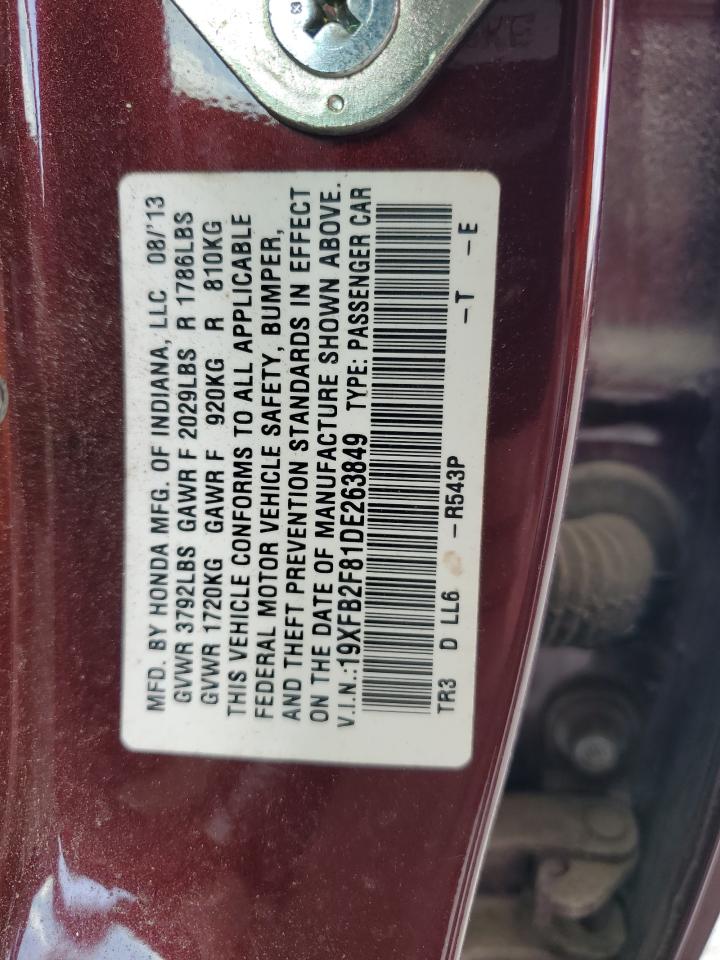 MFD. BY HONDA MFG. OF INDIANA, LLC 08/'13
GVWR 3792LBS GAWR F 2029LBS R 1786LBS
GVWR 1720KG GAWR F 920KG R 810KG
THIS VEHICLE CONFORMS TO ALL APPLICABLE
FEDERAL MOTOR VEHICLE SAFETY, BUMPER,
AND THEFT PREVENTION STANDARDS IN EFFECT
ON THE DATE OF MANUFACTURE SHOWN ABOVE.
V.I.N.:19XFB2F81DE263849 TYPE: PASSENGER CAR
TR3 D LL6 -R543P -T -E